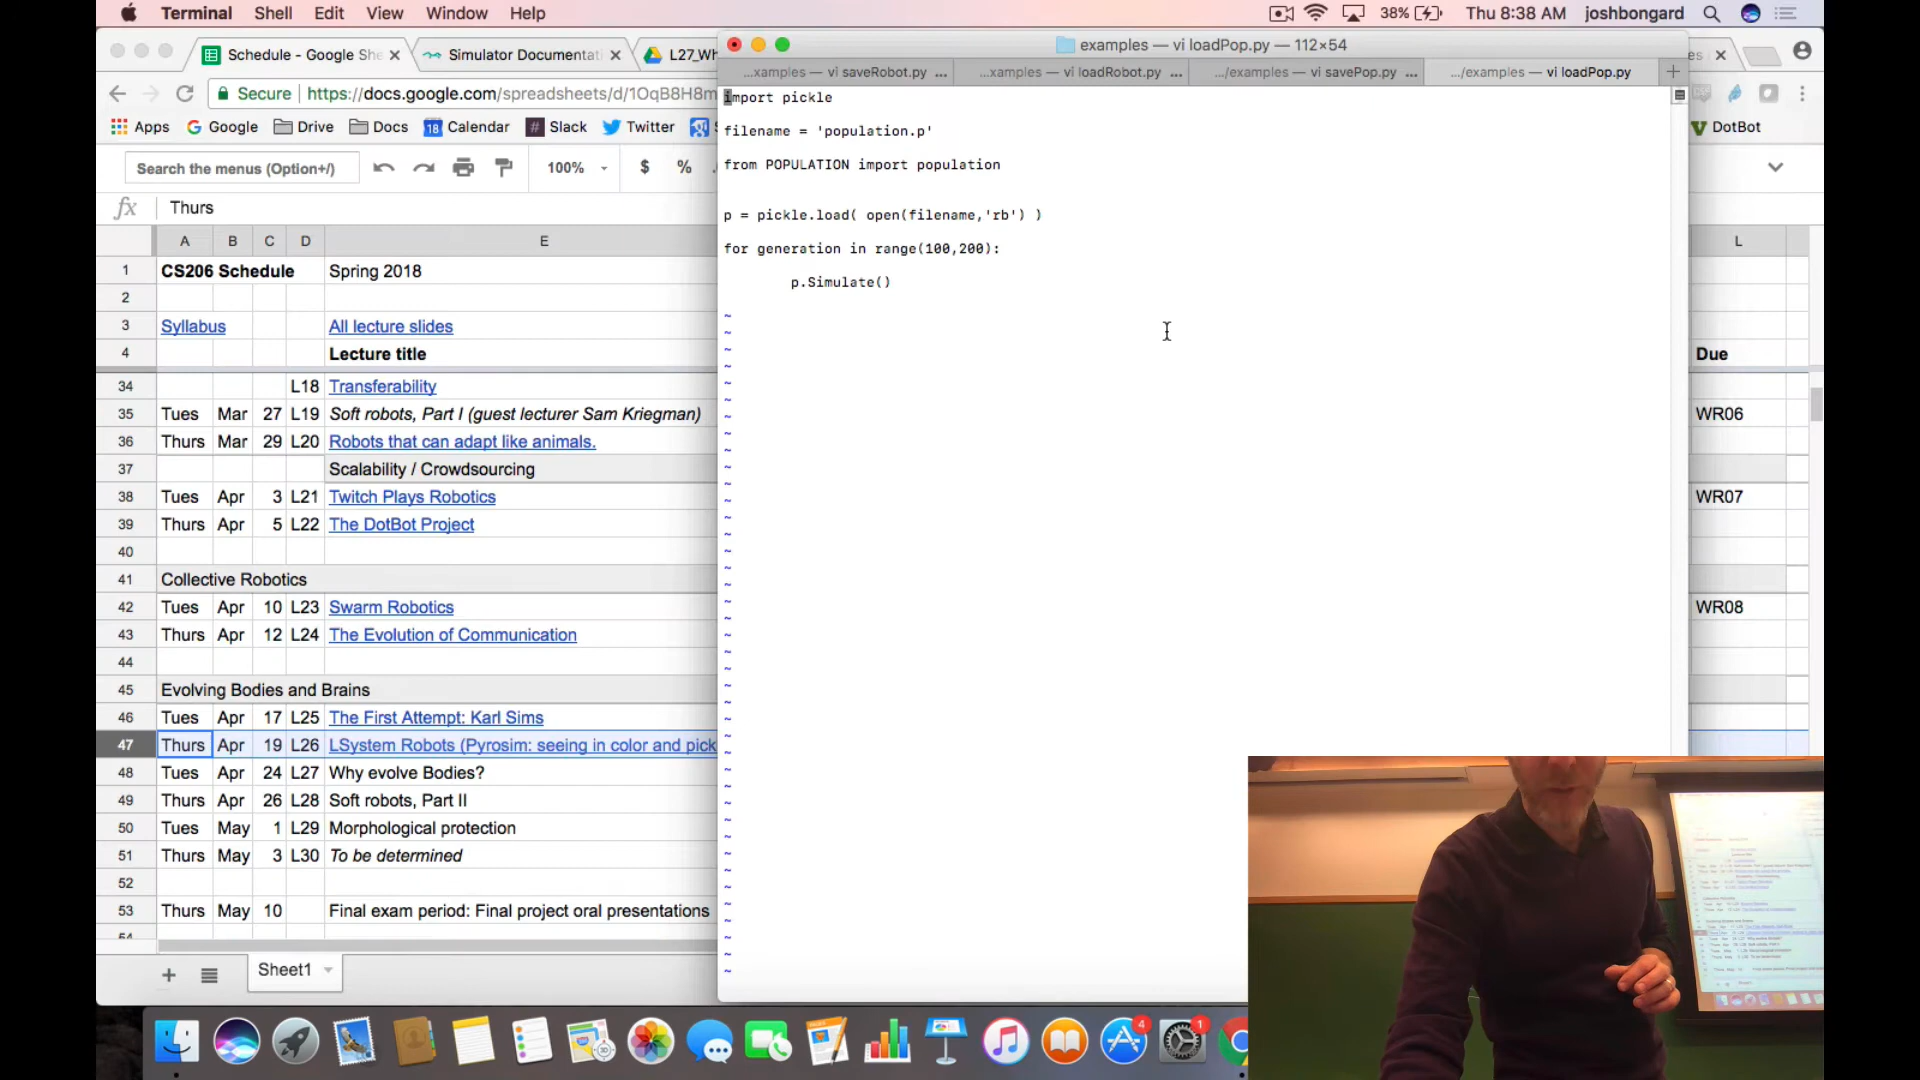 Terminal Shell Edit View Window Help 38% Thu 8:38 AM joshbongard
Schedule - Google She Simulator Documentati L27_Wh
examples — vi loadPop.py — 112×54
...xamples — vi saveRobot.py ... ...xamples — vi loadRobot.py ... .../examples — vi savePop.py ... .../examples — vi loadPop.py
Secure https://docs.google.com/spreadsheets/d/1OqB8H8m
Apps Google Drive Docs 18 Calendar Slack Twitter DotBot
Search the menus (Option+/) 100% $ %
fx Thurs
A B C D E L
1 CS206 Schedule Spring 2018
2
3 Syllabus All lecture slides
4 Lecture title Due
34 L18 Transferability
35 Tues Mar 27 L19 Soft robots, Part I (guest lecturer Sam Kriegman) WR06
36 Thurs Mar 29 L20 Robots that can adapt like animals.
37 Scalability / Crowdsourcing
38 Tues Apr 3 L21 Twitch Plays Robotics WR07
39 Thurs Apr 5 L22 The DotBot Project
40
41 Collective Robotics
42 Tues Apr 10 L23 Swarm Robotics WR08
43 Thurs Apr 12 L24 The Evolution of Communication
44
45 Evolving Bodies and Brains
46 Tues Apr 17 L25 The First Attempt: Karl Sims
47 Thurs Apr 19 L26 LSystem Robots (Pyrosim: seeing in color and pick
48 Tues Apr 24 L27 Why evolve Bodies?
49 Thurs Apr 26 L28 Soft robots, Part II
50 Tues May 1 L29 Morphological protection
51 Thurs May 3 L30 To be determined
52
53 Thurs May 10 Final exam period: Final project oral presentations
54
Sheet1
import pickle
filename = 'population.p'
from POPULATION import population
p = pickle.load( open(filename,'rb') )
for generation in range(100,200):
p.Simulate()
4 1